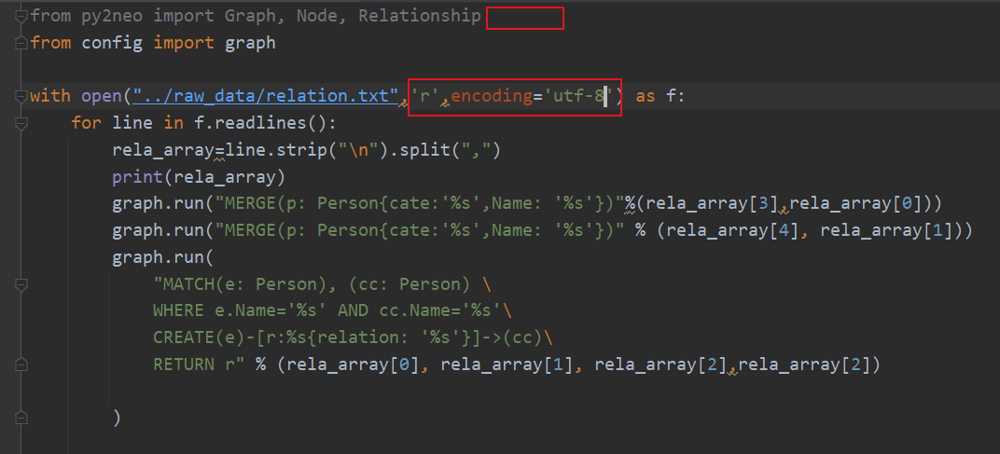 from py2neo import Graph, Node, Relationship
from config import graph
with open("../raw_data/relation.txt",'r',encoding='utf-8') as f:
for line in f.readlines():
rela_array=line.strip("\n").split(",")
print(rela_array)
graph.run("MERGE(p: Person{cate:'%s',Name: '%s'})"%(rela_array[3],rela_array[0]))
graph.run("MERGE(p: Person{cate:'%s',Name: '%s'})" % (rela_array[4], rela_array[1]))
graph.run(
"MATCH(e: Person), (cc: Person) \
WHERE e.Name='%s' AND cc.Name='%s'\
CREATE(e)-[r:%s{relation: '%s'}]->(cc)\
RETURN r" % (rela_array[0], rela_array[1], rela_array[2],rela_array[2])
)